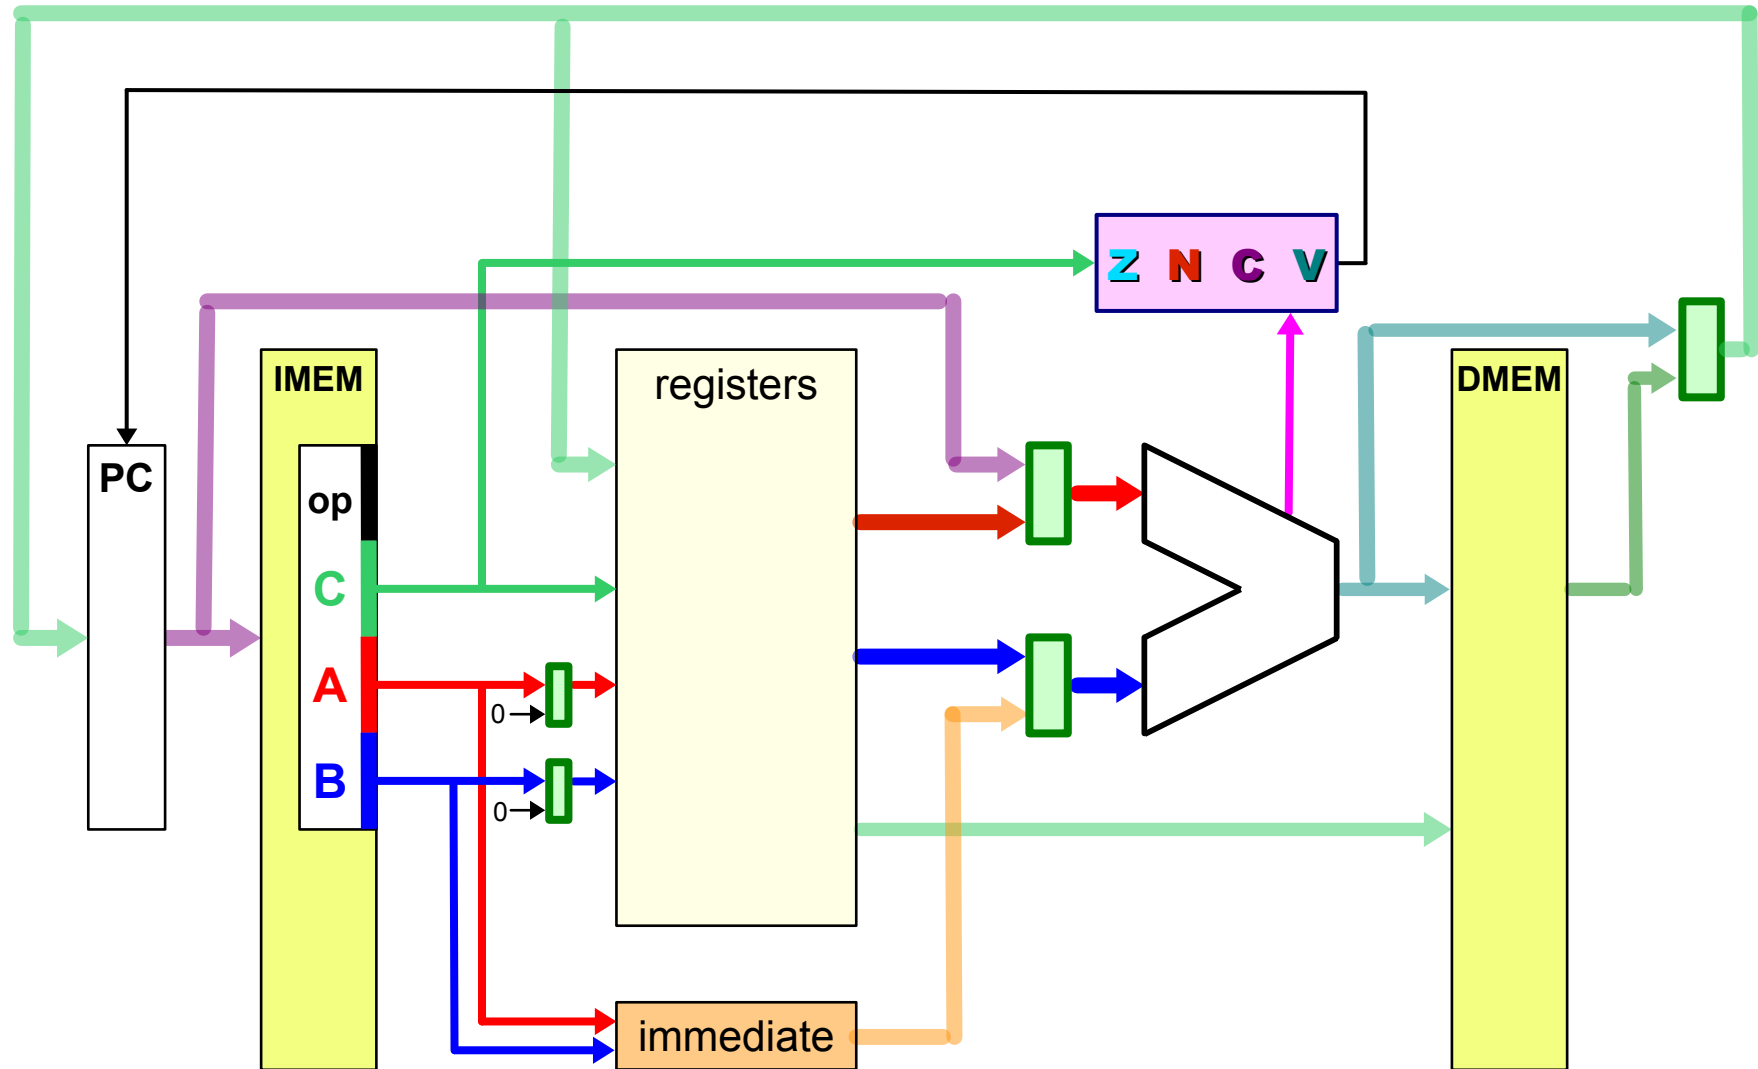 Z N C V
IMEM
registers
DMEM
PC
op
C
A
0
B
0
immediate